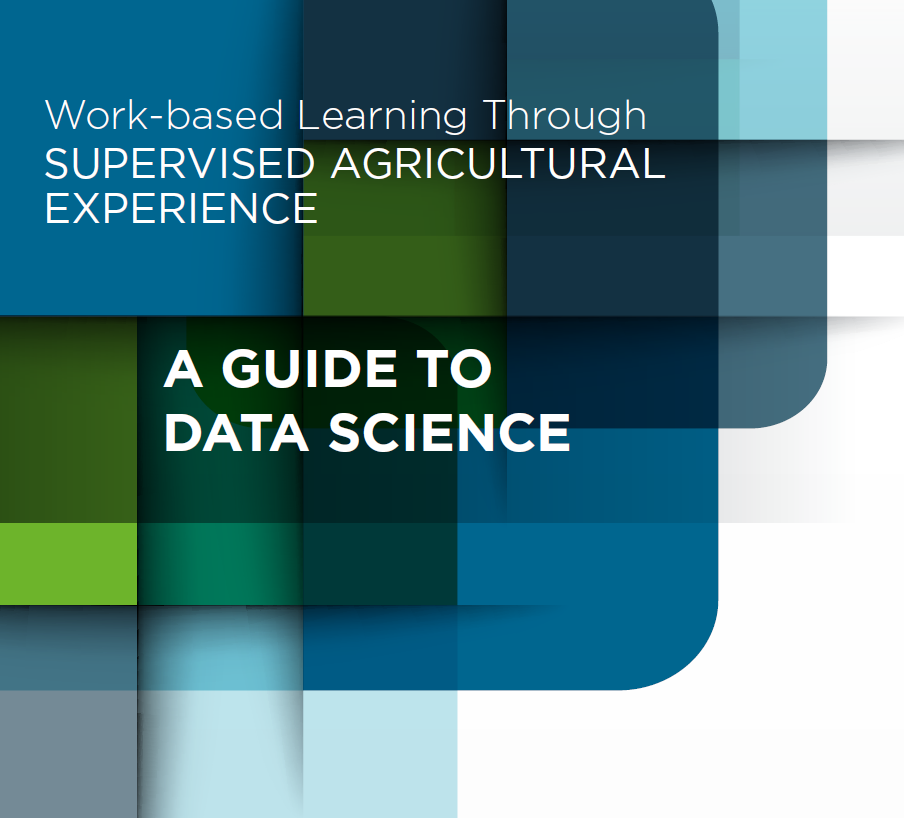 Work-based Learning Through
SUPERVISED AGRICULTURAL
EXPERIENCE
A GUIDE TO
DATA SCIENCE